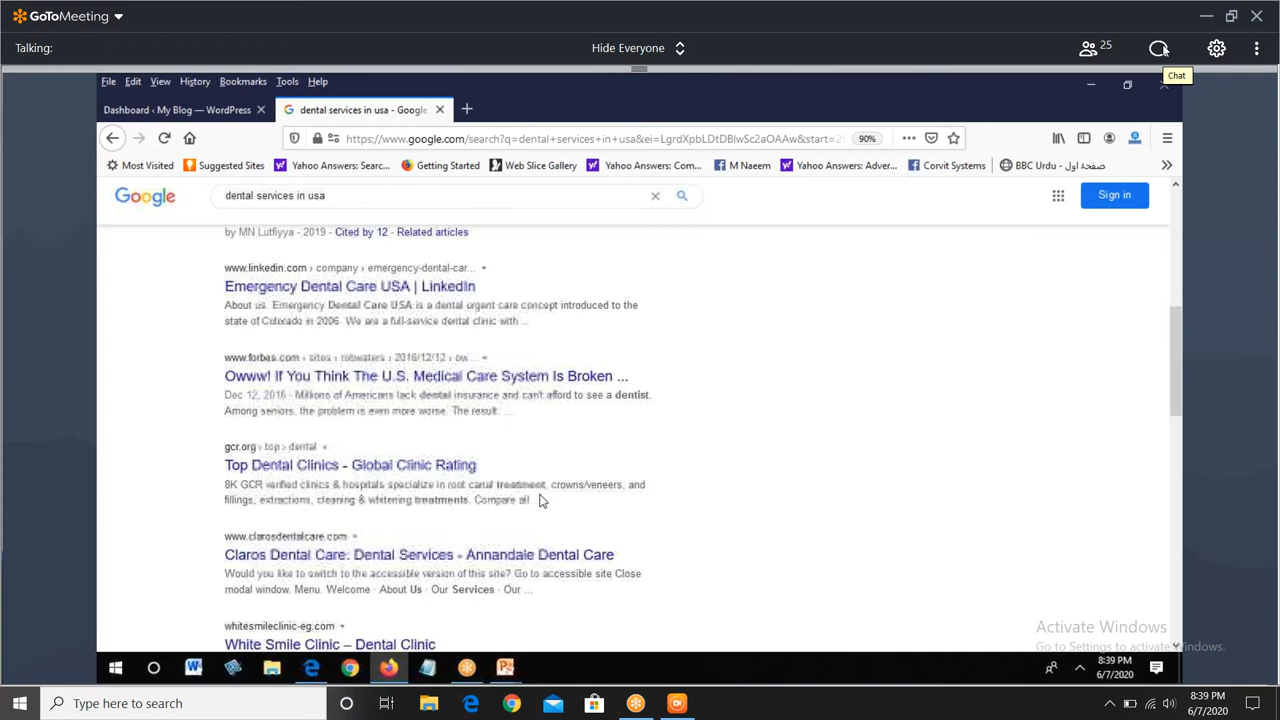 GoToMeeting
Talking:
Hide Everyone
25
Chat
File Edit View History Bookmarks Tools Help
Dashboard ‹ My Blog — WordPress
dental services in usa - Google
https://www.google.com/search?q=dental+services+in+usa&ei=LgrdXpbLDtDBlwSc2aOAAw&start=2
90%
Most Visited
Suggested Sites
Yahoo Answers: Searc...
Getting Started
Web Slice Gallery
Yahoo Answers: Com...
M Naeem
Yahoo Answers: Adver...
Corvit Systems
صفحۂ اول - BBC Urdu
Google
dental services in usa
Sign in
by MN Lutfiyya - 2019 - Cited by 12 - Related articles
www.linkedin.com › company › emergency-dental-car...
Emergency Dental Care USA | LinkedIn
About us. Emergency Dental Care USA is a dental urgent care concept introduced to the
state of Colorado in 2006. We are a full-service dental clinic with ...
www.forbes.com › sites › robwaters › 2016/12/12 › ow...
Owww! If You Think The U.S. Medical Care System Is Broken ...
Dec 12, 2016 - Millions of Americans lack dental insurance and can't afford to see a dentist.
Among seniors, the problem is even more worse. The result: ...
gcr.org › top › dental
Top Dental Clinics - Global Clinic Rating
8K GCR verified clinics & hospitals specialize in root canal treatment, crowns/veneers, and
fillings, extractions, cleaning & whitening treatments. Compare all ...
www.clarosdentalcare.com
Claros Dental Care: Dental Services - Annandale Dental Care
Would you like to switch to the accessible version of this site? Go to accessible site Close
modal window. Menu. Welcome · About Us · Our Services · Our ...
whitesmileclinic-eg.com
White Smile Clinic – Dental Clinic
Activate Windows
Go to Settings to activate Windows.
8:39 PM
6/7/2020
Type here to search
8:39 PM
6/7/2020